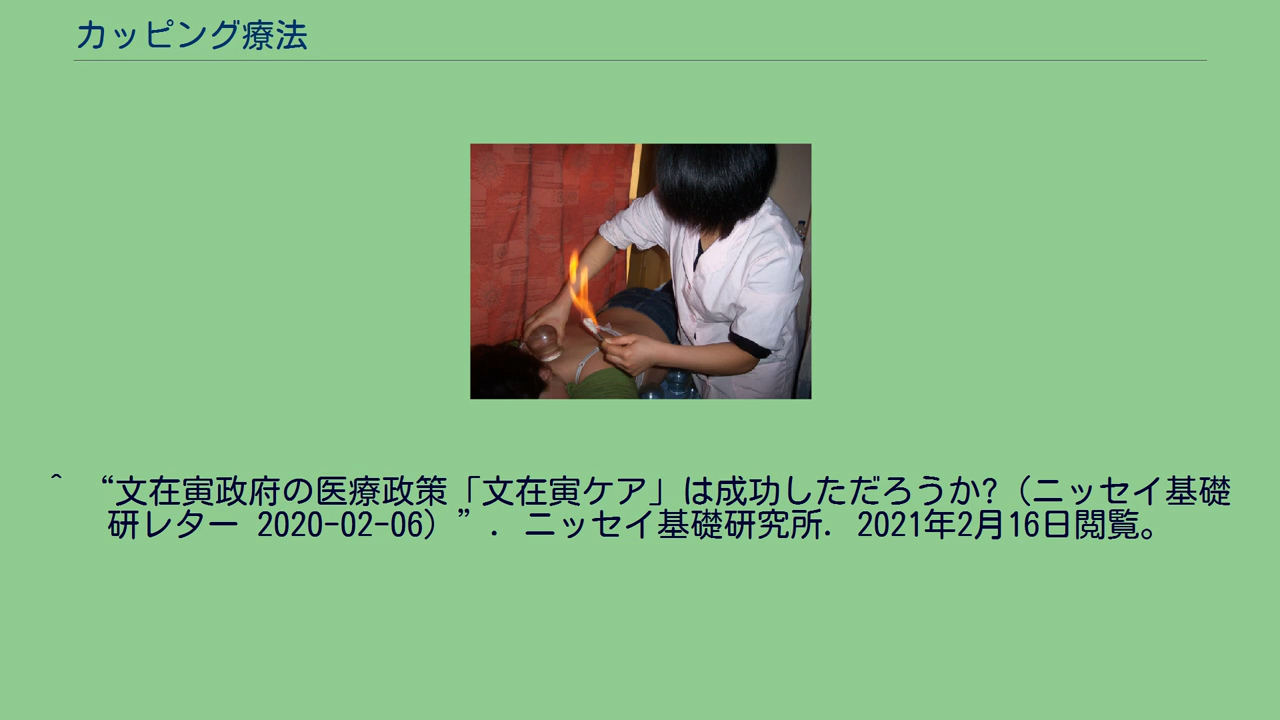 カッピング療法
^ “文在寅政府の医療政策「文在寅ケア」は成功しただろうか?（ニッセイ基礎
研レター 2020-02-06）”. ニッセイ基礎研究所. 2021年2月16日閲覧。